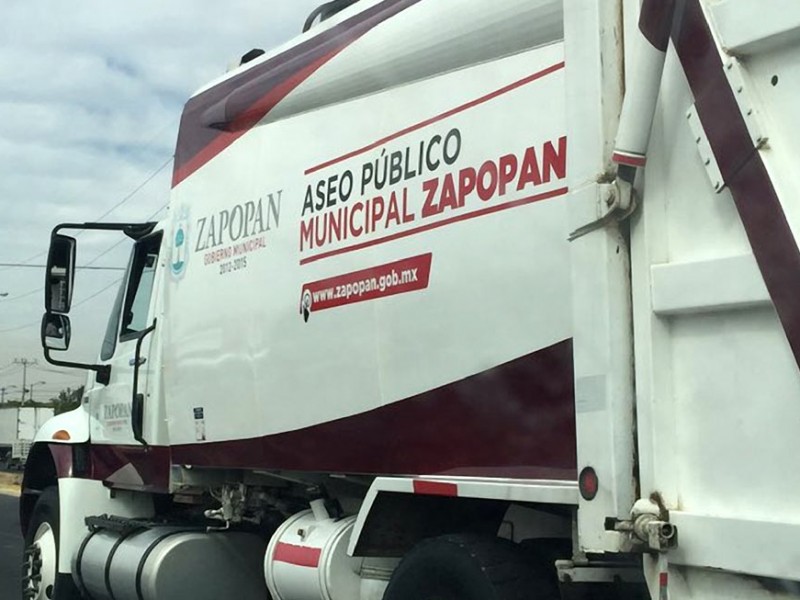 ZAPOPAN
GOBIERNO MUNICIPAL
2012-2015
ASEO PÚBLICO
MUNICIPAL ZAPOPAN
www.zapopan.gob.mx
ZAPOPAN